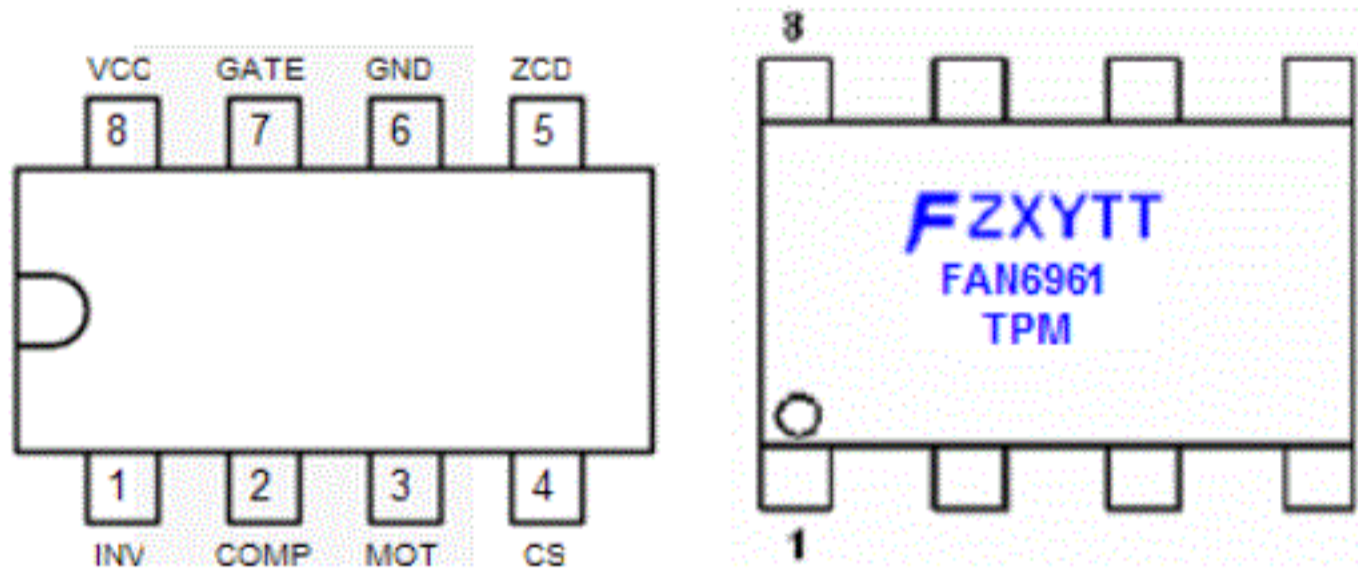 VCC GATE GND ZCD
8 7 6 5
1 2 3 4
INV COMP MOT CS
8
FZXYTT
FAN6961
TPM
1